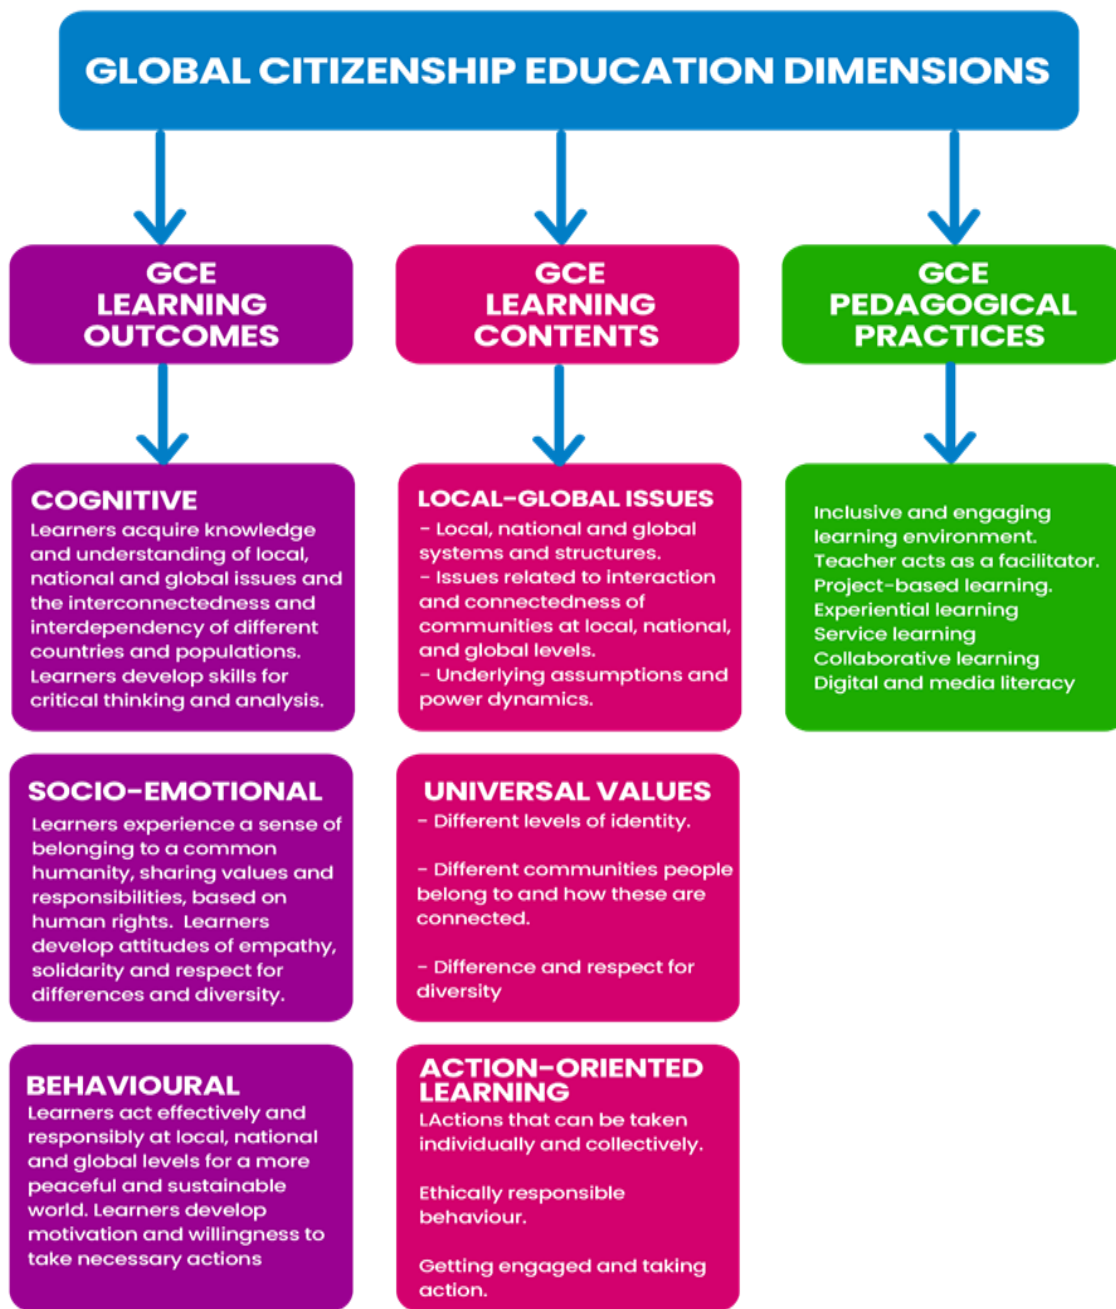 GLOBAL CITIZENSHIP EDUCATION DIMENSIONS
GCE
LEARNING
OUTCOMES
COGNITIVE
Learners acquire knowledge
and understanding of local,
national and global issues and
the interconnectedness and
interdependency of different
countries and populations.
Learners develop skills for
critical thinking and analysis.
SOCIO-EMOTIONAL
Learners experience a sense of
belonging to a common
humanity, sharing values and
responsibilities, based on
human rights. Learners
develop attitudes of empathy,
solidarity and respect for
differences and diversity.
BEHAVIOURAL
Learners act effectively and
responsibly at local, national
and global levels for a more
peaceful and sustainable
world. Learners develop
motivation and willingness to
take necessary actions
GCE
LEARNING
CONTENTS
LOCAL-GLOBAL ISSUES
- Local, national and global
systems and structures.
- Issues related to interaction
and connectedness of
communities at local, national,
and global levels.
- Underlying assumptions and
power dynamics.
UNIVERSAL VALUES
- Different levels of identity.
- Different communities people
belong to and how these are
connected.
- Difference and respect for
diversity
ACTION-ORIENTED
LEARNING
LActions that can be taken
individually and collectively.
Ethically responsible
behaviour.
Getting engaged and taking
action.
GCE
PEDAGOGICAL
PRACTICES
Inclusive and engaging
learning environment.
Teacher acts as a facilitator.
Project-based learning.
Experiential learning
Service learning
Collaborative learning
Digital and media literacy